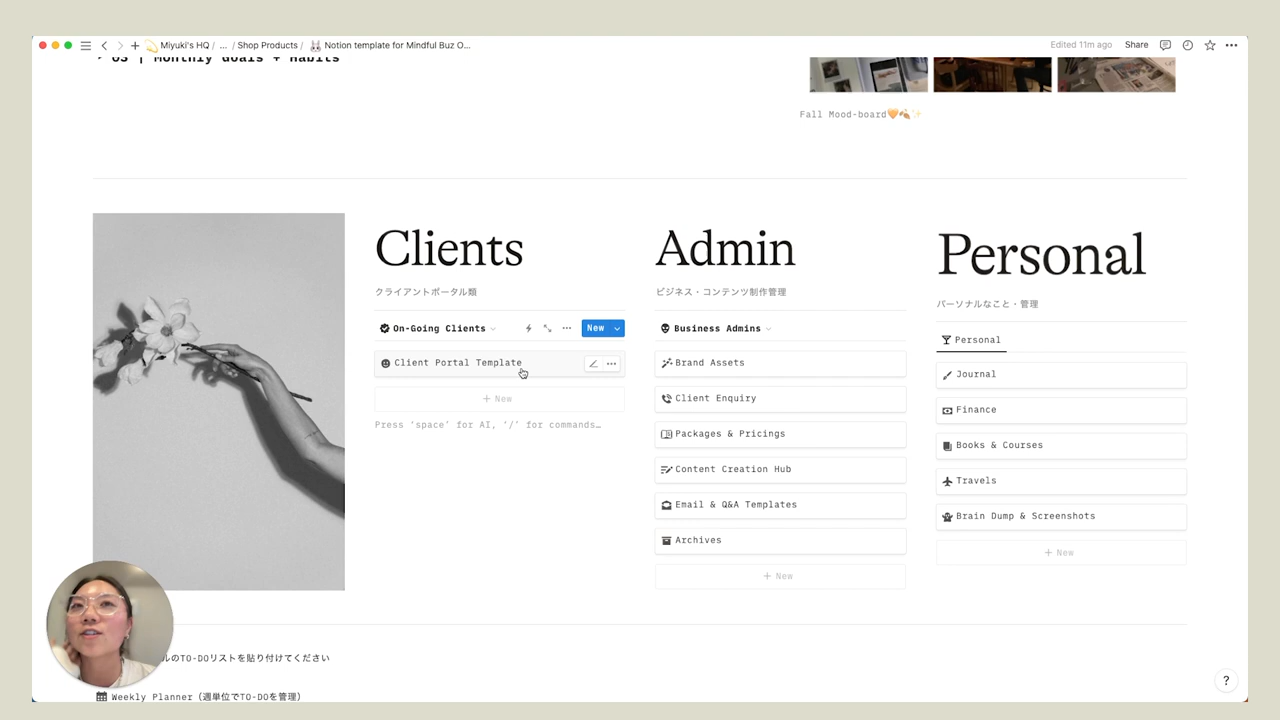 Miyuki's HQ / ... / Shop Products / Notion template for Mindful Buz O...
Edited 11m ago Share
03 | Monthly Goals + Habits
Fall Mood-board
Clients
クライアントポータル類
On-Going Clients
New
Client Portal Template
+ New
Press 'space' for AI, '/' for commands…
Admin
ビジネス・コンテンツ制作管理
Business Admins
Brand Assets
Client Enquiry
Packages & Pricings
Content Creation Hub
Email & Q&A Templates
Archives
+ New
Personal
パーソナルなこと・管理
Personal
Journal
Finance
Books & Courses
Travels
Brain Dump & Screenshots
+ New
ルのTO-DOリストを貼り付けてください
Weekly Planner (週単位でTO-DOを管理)
?